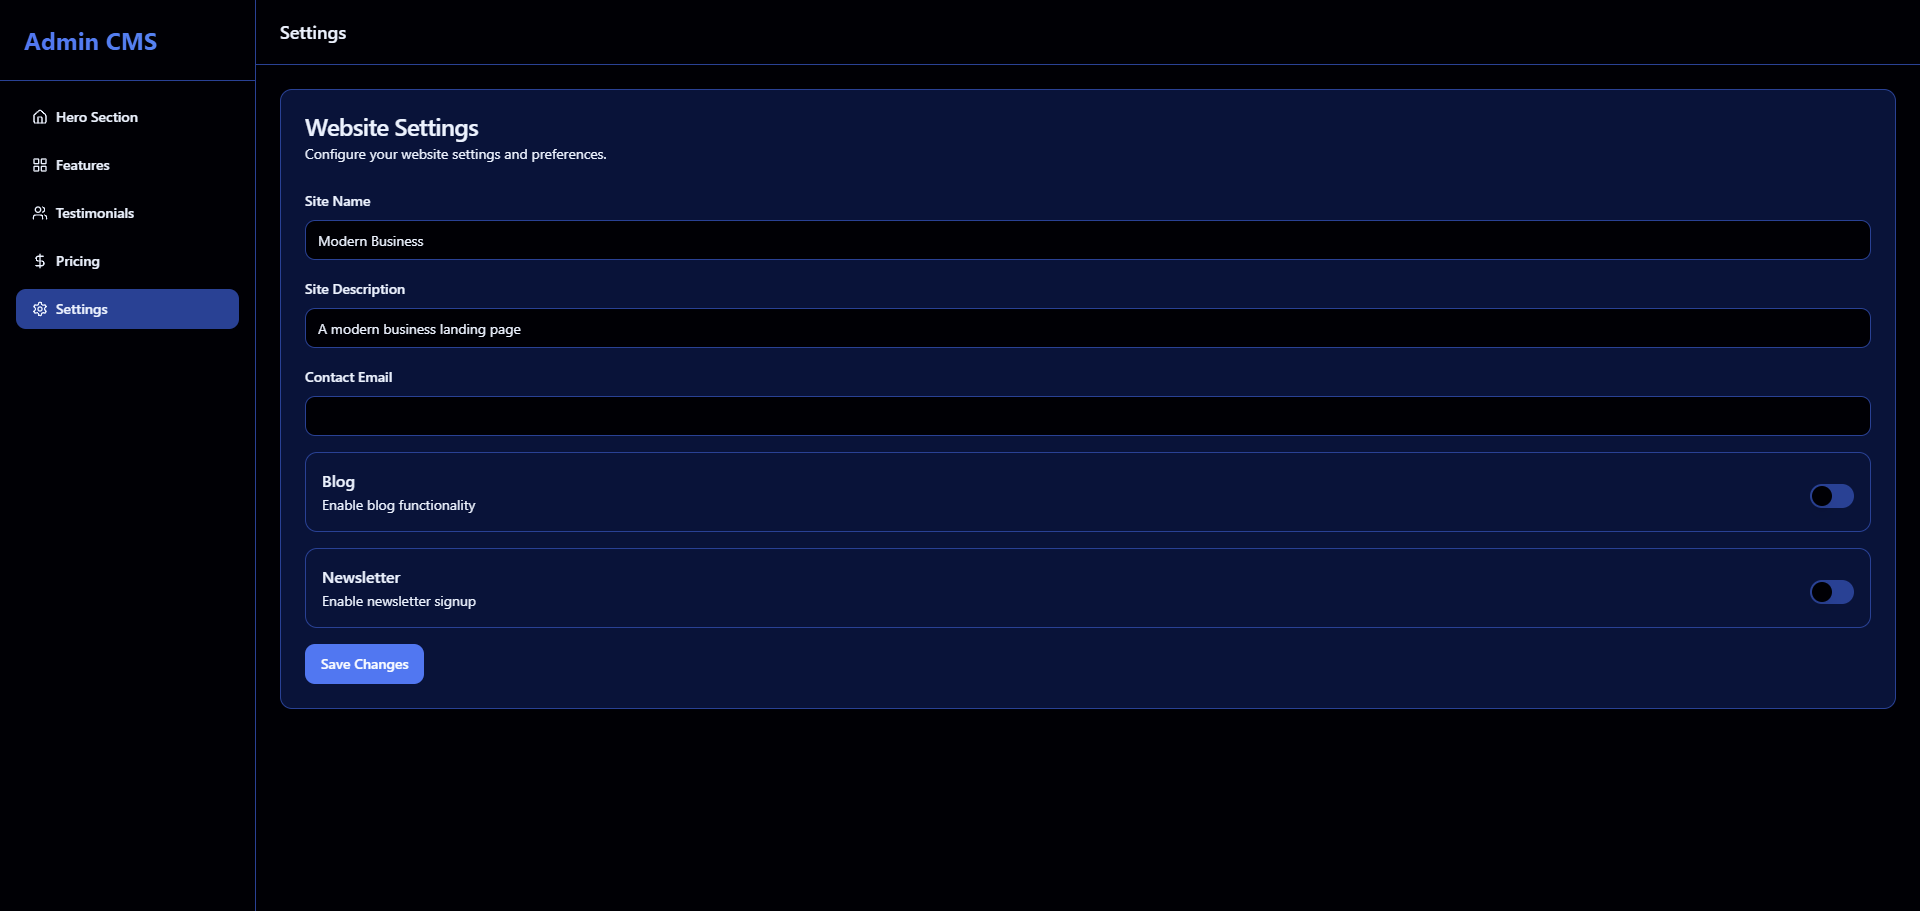 Admin CMS
Hero Section
Features
Testimonials
Pricing
Settings
Settings
Website Settings
Configure your website settings and preferences.
Site Name
Modern Business
Site Description
A modern business landing page
Contact Email
Blog
Enable blog functionality
Newsletter
Enable newsletter signup
Save Changes